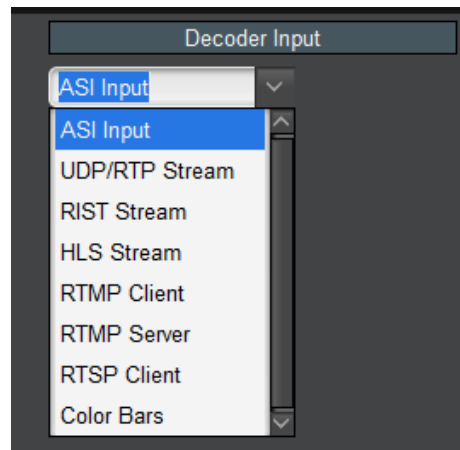 Decoder Input
ASI Input
ASI Input
UDP/RTP Stream
RIST Stream
HLS Stream
RTMP Client
RTMP Server
RTSP Client
Color Bars